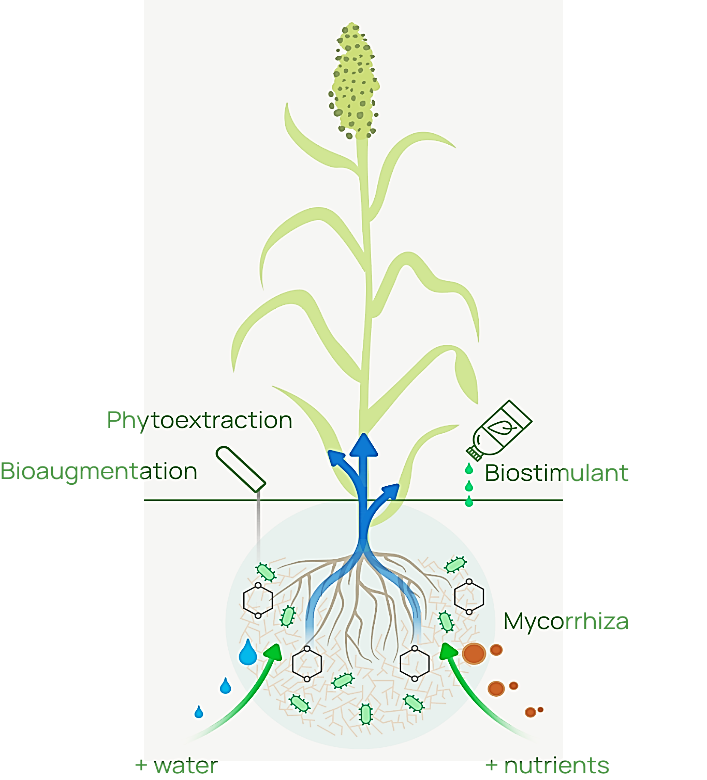 Phytoextraction
Bioaugmentation
Biostimulant
Mycorrhiza
+ water
+ nutrients